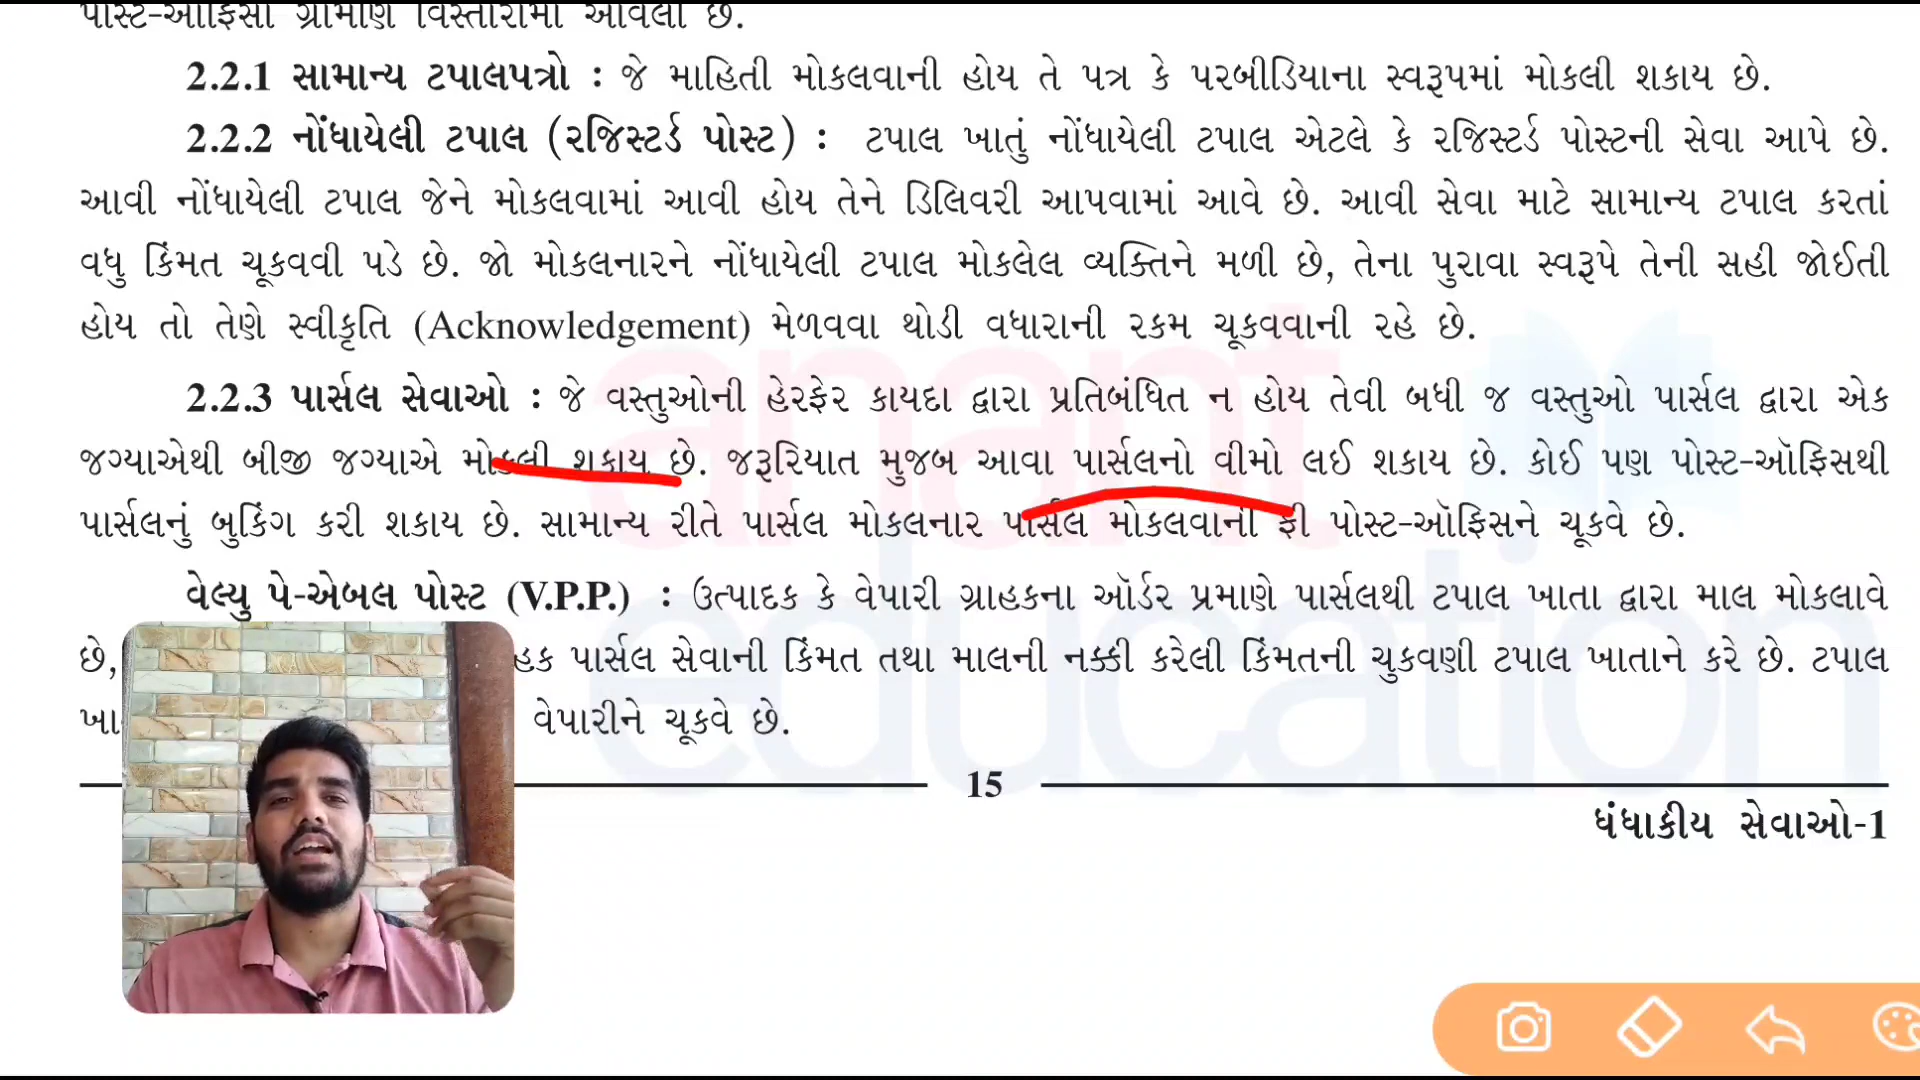 પોસ્ટ-ઑફિસો ગ્રામીણ વિસ્તારોમાં આવેલી છે.
2.2.1 સામાન્ય ટપાલપત્રો : જે માહિતી મોકલવાની હોય તે પત્ર કે પરબીડિયાના સ્વરૂપમાં મોકલી શકાય છે.
2.2.2 નોંધાયેલી ટપાલ (રજિસ્ટર્ડ પોસ્ટ) : ટપાલ ખાતું નોંધાયેલી ટપાલ એટલે કે રજિસ્ટર્ડ પોસ્ટની સેવા આપે છે.
આવી નોંધાયેલી ટપાલ જેને મોકલવામાં આવી હોય તેને ડિલિવરી આપવામાં આવે છે. આવી સેવા માટે સામાન્ય ટપાલ કરતાં
વધુ કિંમત ચૂકવવી પડે છે. જો મોકલનારને નોંધાયેલી ટપાલ મોકલેલ વ્યક્તિને મળી છે, તેના પુરાવા સ્વરૂપે તેની સહી જોઈતી
હોય તો તેણે સ્વીકૃતિ (Acknowledgement) મેળવવા થોડી વધારાની રકમ ચૂકવવાની રહે છે.
2.2.3 પાર્સલ સેવાઓ : જે વસ્તુઓની હેરફેર કાયદા દ્વારા પ્રતિબંધિત ન હોય તેવી બધી જ વસ્તુઓ પાર્સલ દ્વારા એક
જગ્યાએથી બીજી જગ્યાએ મોકલી શકાય છે. જરૂરિયાત મુજબ આવા પાર્સલનો વીમો લઈ શકાય છે. કોઈ પણ પોસ્ટ-ઑફિસથી
પાર્સલનું બુકિંગ કરી શકાય છે. સામાન્ય રીતે પાર્સલ મોકલનાર પાર્સલ મોકલવાની ફી પોસ્ટ-ઑફિસને ચૂકવે છે.
વેલ્યુ પે-એબલ પોસ્ટ (V.P.P.) : ઉત્પાદક કે વેપારી ગ્રાહકના ઑર્ડર પ્રમાણે પાર્સલથી ટપાલ ખાતા દ્વારા માલ મોકલાવે
છે, હક પાર્સલ સેવાની કિંમત તથા માલની નક્કી કરેલી કિંમતની ચુકવણી ટપાલ ખાતાને કરે છે. ટપાલ
ખા વેપારીને ચૂકવે છે.
15
ધંધાકીય સેવાઓ-1
anant
education